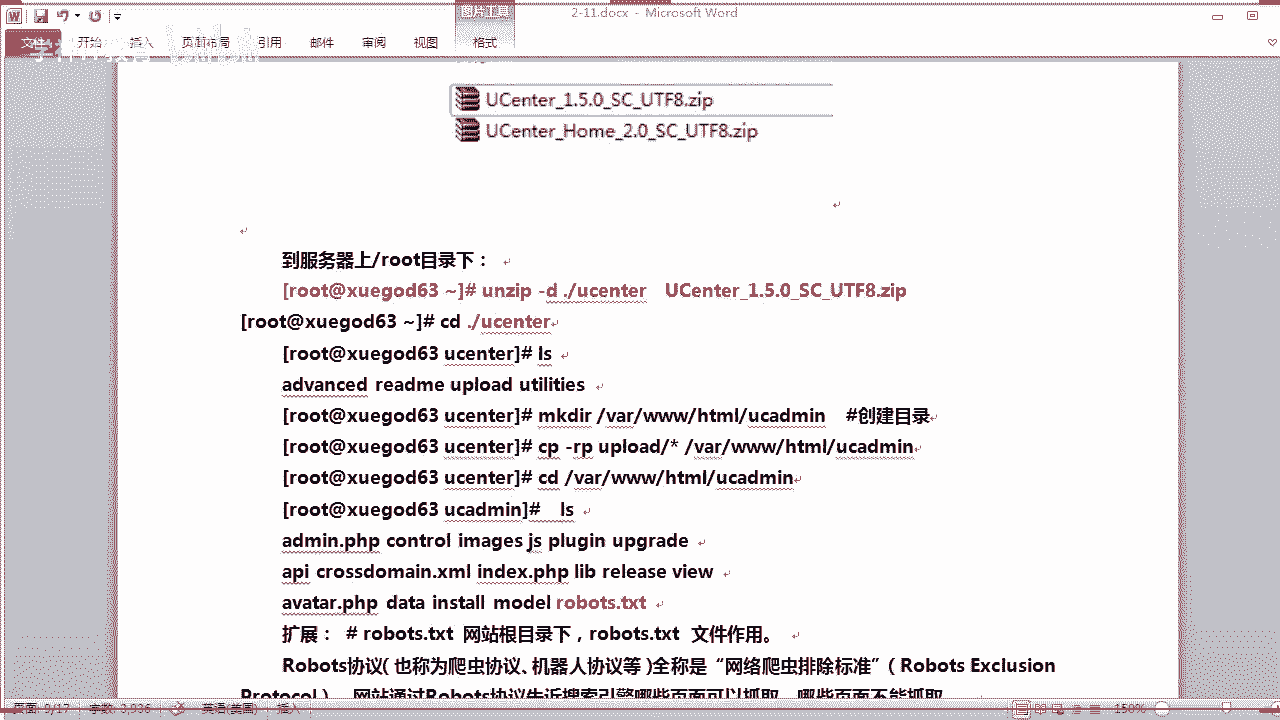 2-11.docx - Microsoft Word
图片工具
文件 开始 插入 页面布局 引用 邮件 审阅 视图 格式
UCenter_1.5.0_SC_UTF8.zip
UCenter_Home_2.0_SC_UTF8.zip
到服务器上/root目录下：
[root@xuegod63 ~]# unzip -d ./ucenter UCenter_1.5.0_SC_UTF8.zip
[root@xuegod63 ~]# cd ./ucenter
[root@xuegod63 ucenter]# ls
advanced readme upload utilities
[root@xuegod63 ucenter]# mkdir /var/www/html/ucadmin #创建目录
[root@xuegod63 ucenter]# cp -rp upload/* /var/www/html/ucadmin
[root@xuegod63 ucenter]# cd /var/www/html/ucadmin
[root@xuegod63 ucadmin]# ls
admin.php control images js plugin upgrade
api crossdomain.xml index.php lib release view
avatar.php data install model robots.txt
扩展： # robots.txt 网站根目录下，robots.txt 文件作用。
Robots协议（也称为爬虫协议、机器人协议等）全称是“网络爬虫排除标准”（Robots Exclusion
Protocol），网站通过Robots协议告诉搜索引擎哪些页面可以抓取，哪些页面不能抓取
页面: 9/17 字数: 3,936 英语(美国) 插入 150%